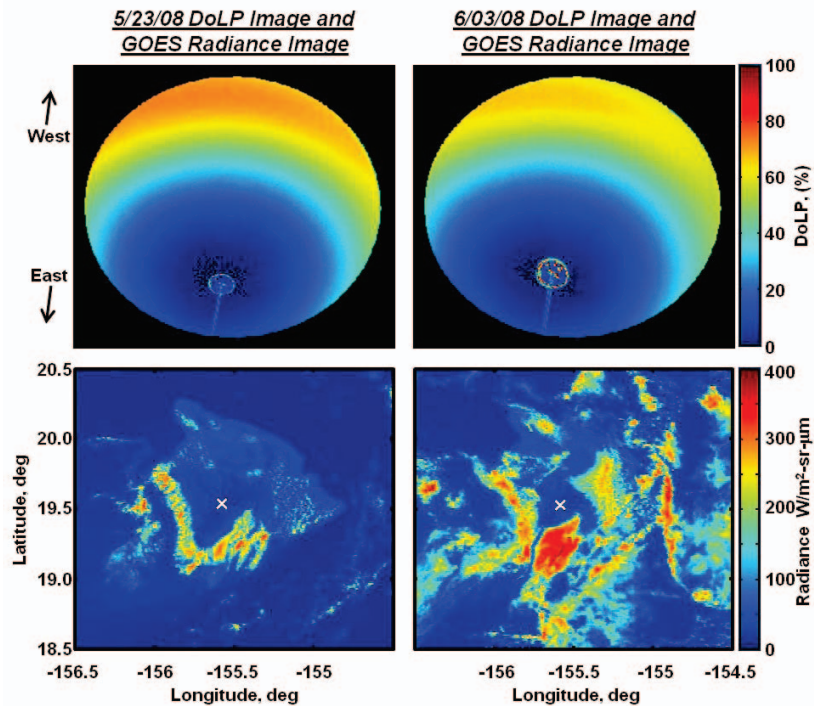 5/23/08 DoLP Image and
GOES Radiance Image
6/03/08 DoLP Image and
GOES Radiance Image
West
East
100
80
60
40
20
0
DoLP, (%)
20.5
20.0
19.5
19.0
18.5
Latitude, deg
-156.5
-156
-155.5
-155
Longitude, deg
-156
-155.5
-155
-154.5
Longitude, deg
400
300
200
100
0
Radiance W/m²-sr-µm